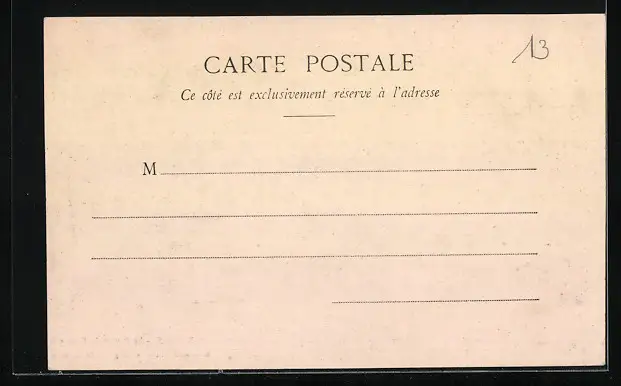 13
CARTE POSTALE
Ce côté est exclusivement réservé à l'adresse
M